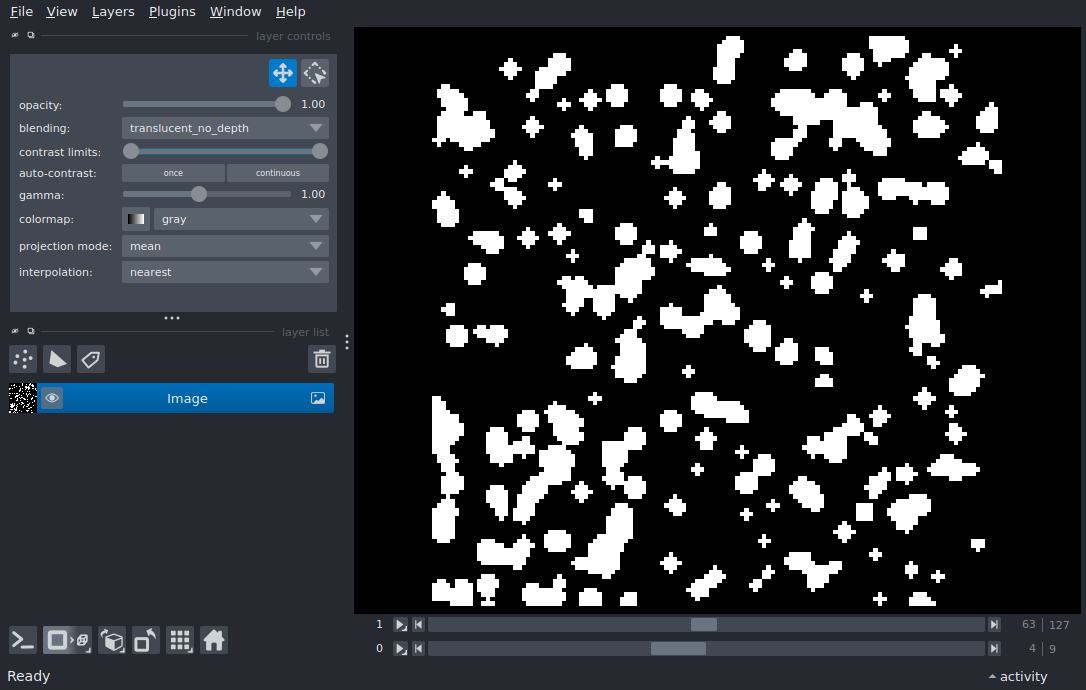 File View Layers Plugins Window Help
layer controls
opacity: 1.00
blending: translucent_no_depth
contrast limits:
auto-contrast: once continuous
gamma: 1.00
colormap: gray
projection mode: mean
interpolation: nearest
layer list
Image
1 63 127
0 4 9
Ready activity